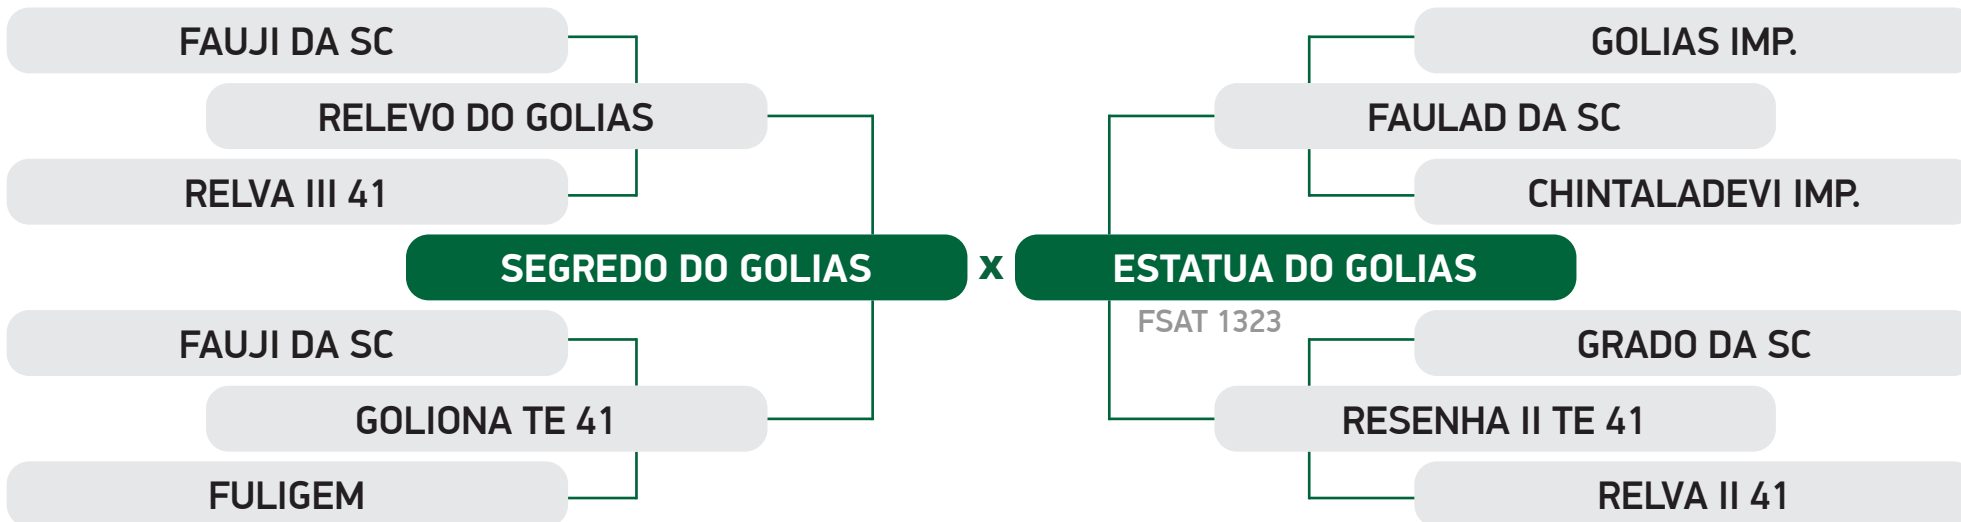 FAUJI DA SC
GOLIAS IMP.
RELEVO DO GOLIAS
FAULAD DA SC
RELVA III 41
CHINTALADEVI IMP.
SEGREDO DO GOLIAS x ESTATUA DO GOLIAS
FSAT 1323
FAUJI DA SC
GRADO DA SC
GOLIONA TE 41
RESENHA II TE 41
FULIGEM
RELVA II 41